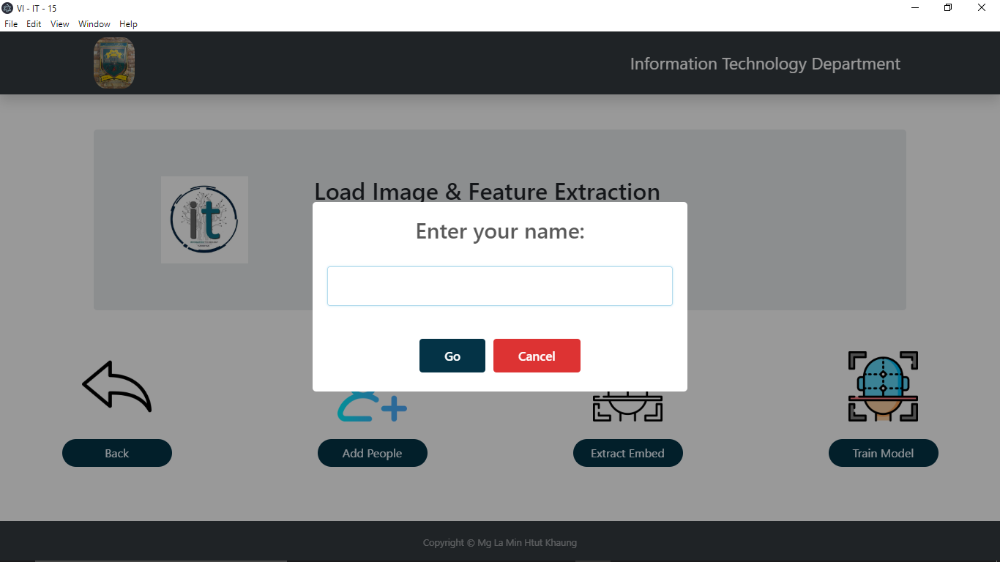 VI - IT - 15
File Edit View Window Help
Information Technology Department
Load Image & Feature Extraction
it
Enter your name:
Go Cancel
Back Add People Extract Embed Train Model
Copyright © Mg La Min Htut Khaung